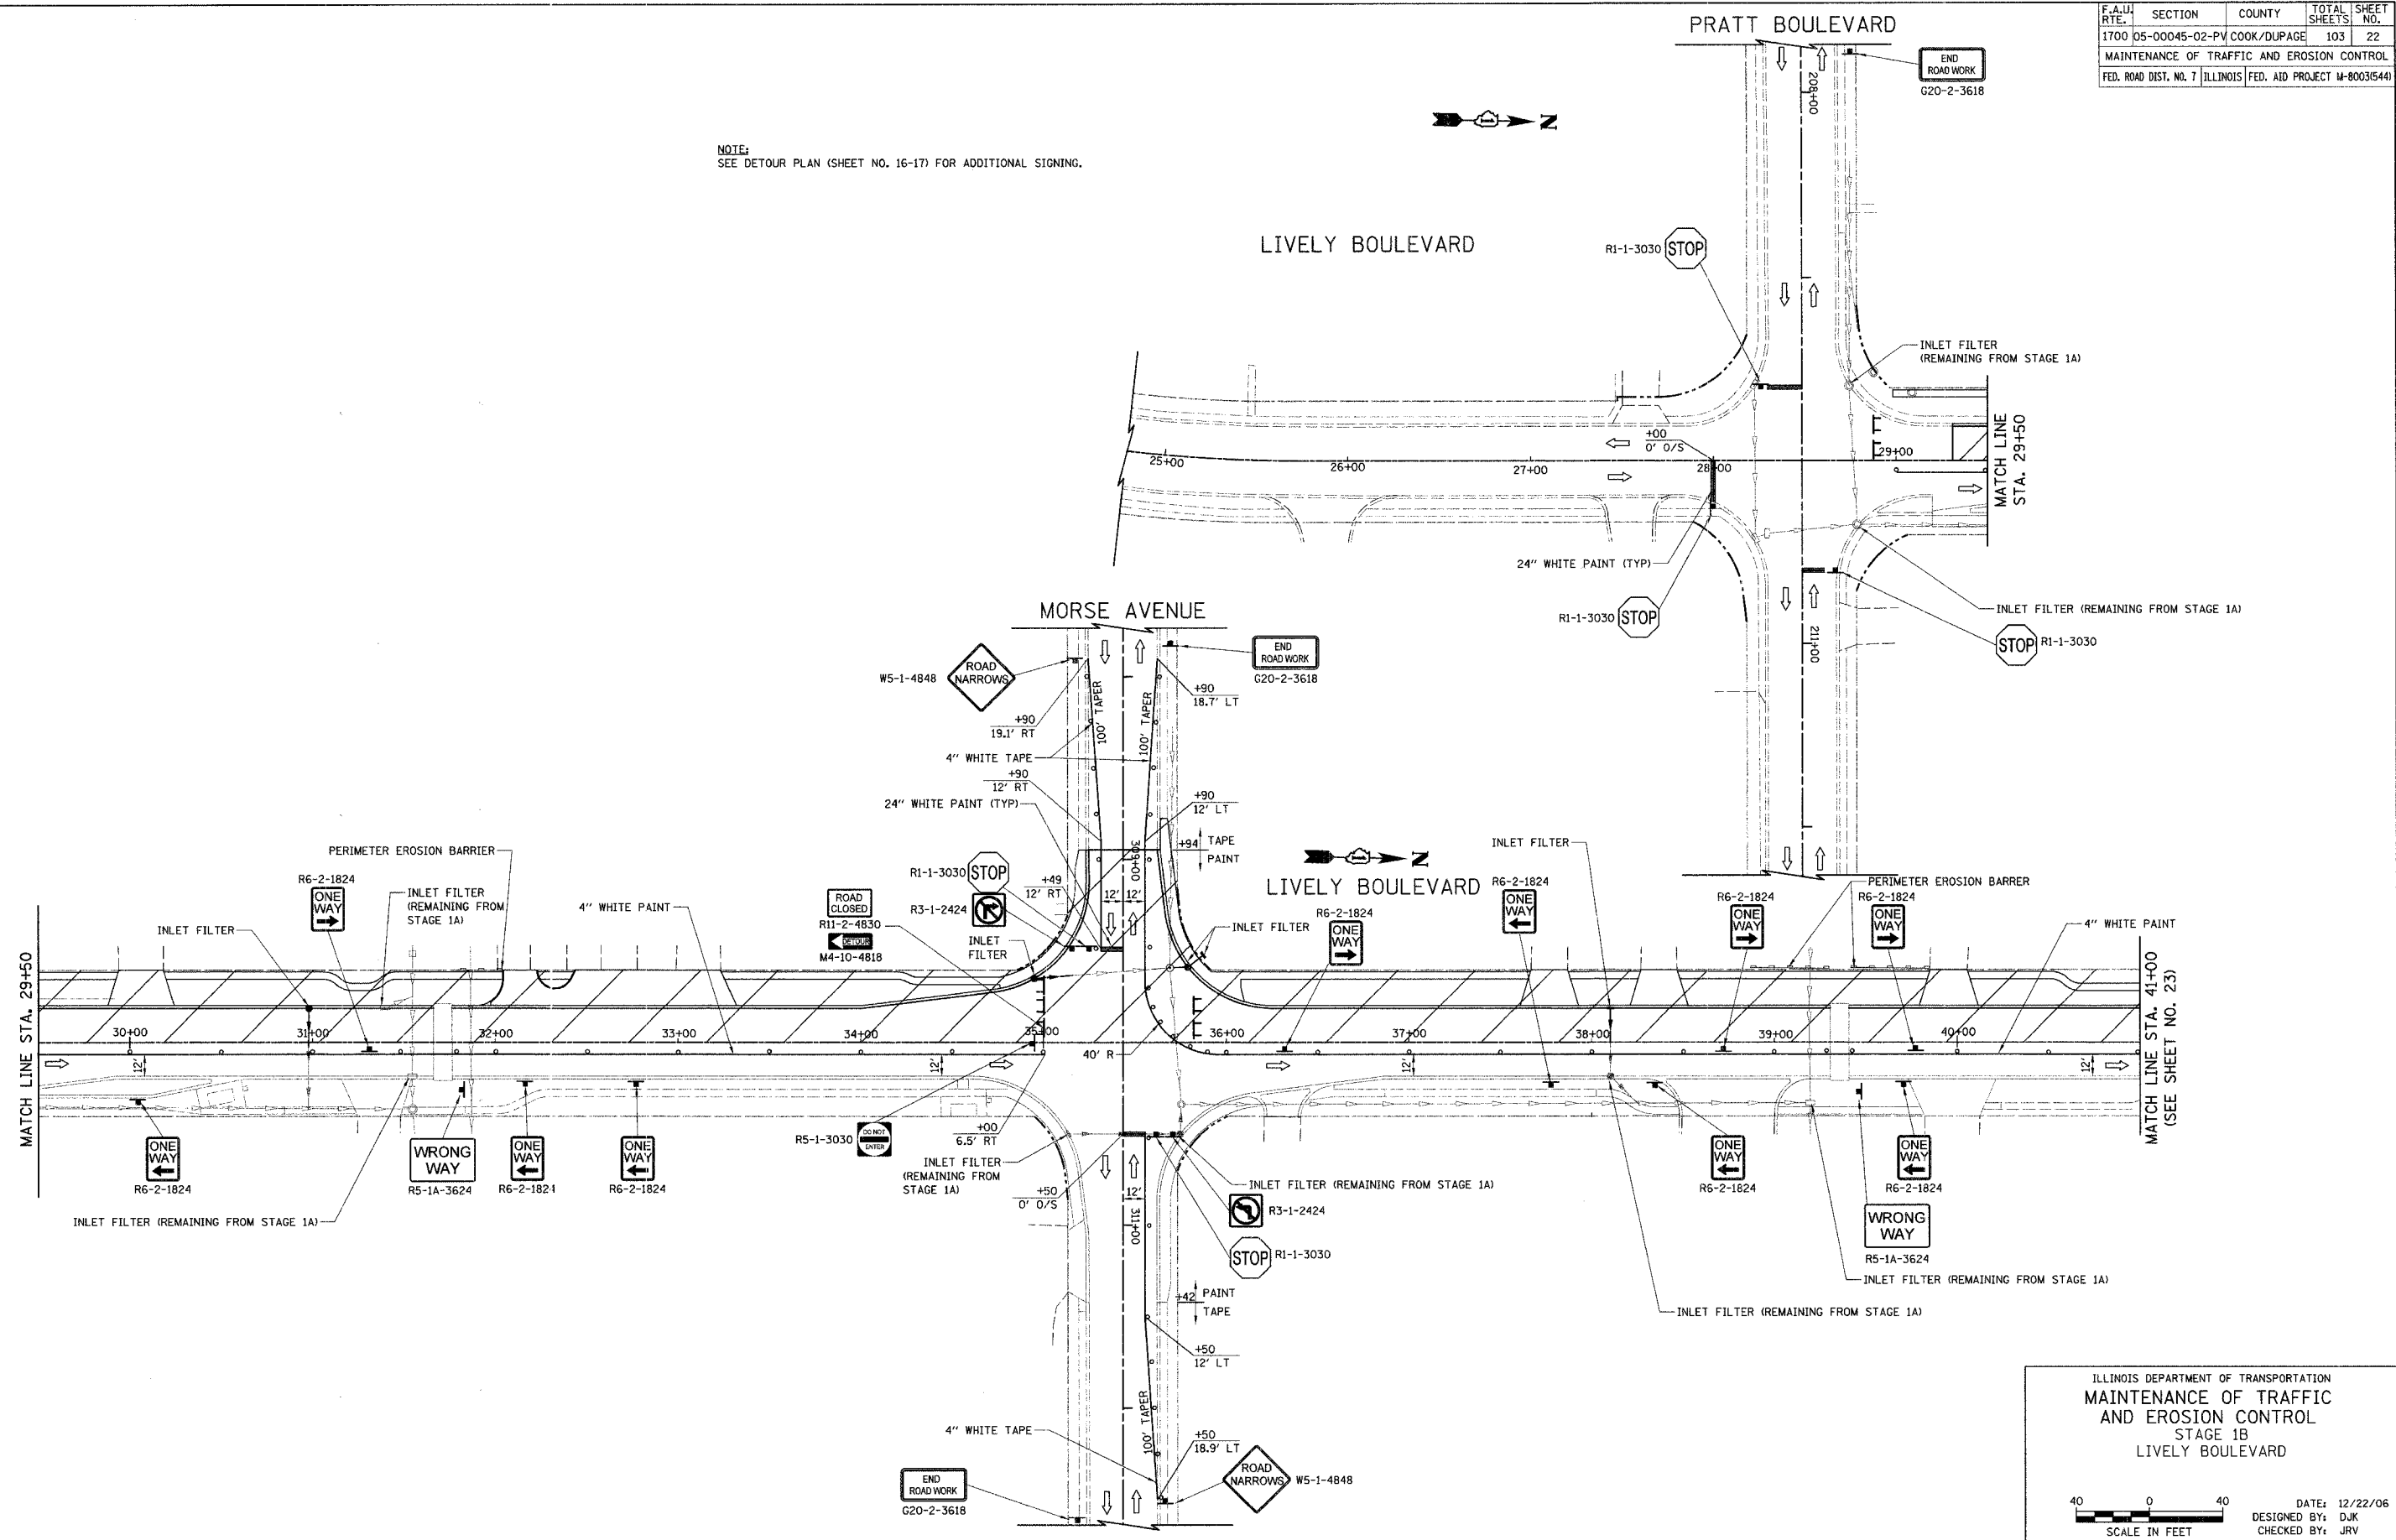 F.A.U. RTE. SECTION COUNTY TOTAL SHEETS SHEET NO.
1700 05-00045-02-PV COOK/DUPAGE 103 22
MAINTENANCE OF TRAFFIC AND EROSION CONTROL
FED. ROAD DIST. NO. 7 ILLINOIS FED. AID PROJECT M-8003(544)
PRATT BOULEVARD
END
ROAD WORK
G20-2-3618
208+00
N
NOTE:
SEE DETOUR PLAN (SHEET NO. 16-17) FOR ADDITIONAL SIGNING.
LIVELY BOULEVARD
R1-1-3030 STOP
INLET FILTER
(REMAINING FROM STAGE 1A)
+00
0' O/S
25+00
26+00
27+00
28+00
29+00
MATCH LINE
STA. 29+50
24" WHITE PAINT (TYP)
R1-1-3030 STOP
INLET FILTER (REMAINING FROM STAGE 1A)
STOP R1-1-3030
211+00
MORSE AVENUE
W5-1-4848
ROAD
NARROWS
END
ROAD WORK
G20-2-3618
+90
19.1' RT
100' TAPER
100' TAPER
+90
18.7' LT
4" WHITE TAPE
+90
12' RT
24" WHITE PAINT (TYP)
+90
12' LT
+94
TAPE
PAINT
309+00
N
LIVELY BOULEVARD
PERIMETER EROSION BARRIER
R6-2-1824
ONE
WAY
INLET FILTER
(REMAINING FROM
STAGE 1A)
INLET FILTER
4" WHITE PAINT
ROAD
CLOSED
R11-2-4830
DETOUR
M4-10-4818
R1-1-3030 STOP
R3-1-2424
+49
12' RT
12'
12'
INLET
FILTER
INLET FILTER
R6-2-1824
ONE
WAY
INLET FILTER
R6-2-1824
ONE
WAY
R6-2-1824
ONE
WAY
PERIMETER EROSION BARRER
R6-2-1824
ONE
WAY
4" WHITE PAINT
MATCH LINE STA. 29+50
30+00
31+00
32+00
33+00
34+00
35+00
36+00
37+00
38+00
39+00
40+00
40' R
12'
12'
12'
12'
MATCH LINE STA. 41+00
(SEE SHEET NO. 23)
ONE
WAY
R6-2-1824
WRONG
WAY
R5-1A-3624
ONE
WAY
R6-2-1824
ONE
WAY
R6-2-1824
INLET FILTER (REMAINING FROM STAGE 1A)
R5-1-3030
DO NOT
ENTER
+00
6.5' RT
INLET FILTER
(REMAINING FROM
STAGE 1A)
+50
0' O/S
12'
311+00
INLET FILTER (REMAINING FROM STAGE 1A)
R3-1-2424
STOP R1-1-3030
ONE
WAY
R6-2-1824
ONE
WAY
R6-2-1824
WRONG
WAY
R5-1A-3624
INLET FILTER (REMAINING FROM STAGE 1A)
INLET FILTER (REMAINING FROM STAGE 1A)
+42
PAINT
TAPE
+50
12' LT
100' TAPER
4" WHITE TAPE
+50
18.9' LT
ROAD
NARROWS
W5-1-4848
END
ROAD WORK
G20-2-3618
ILLINOIS DEPARTMENT OF TRANSPORTATION
MAINTENANCE OF TRAFFIC
AND EROSION CONTROL
STAGE 1B
LIVELY BOULEVARD
40 0 40
SCALE IN FEET
DATE: 12/22/06
DESIGNED BY: DJK
CHECKED BY: JRV